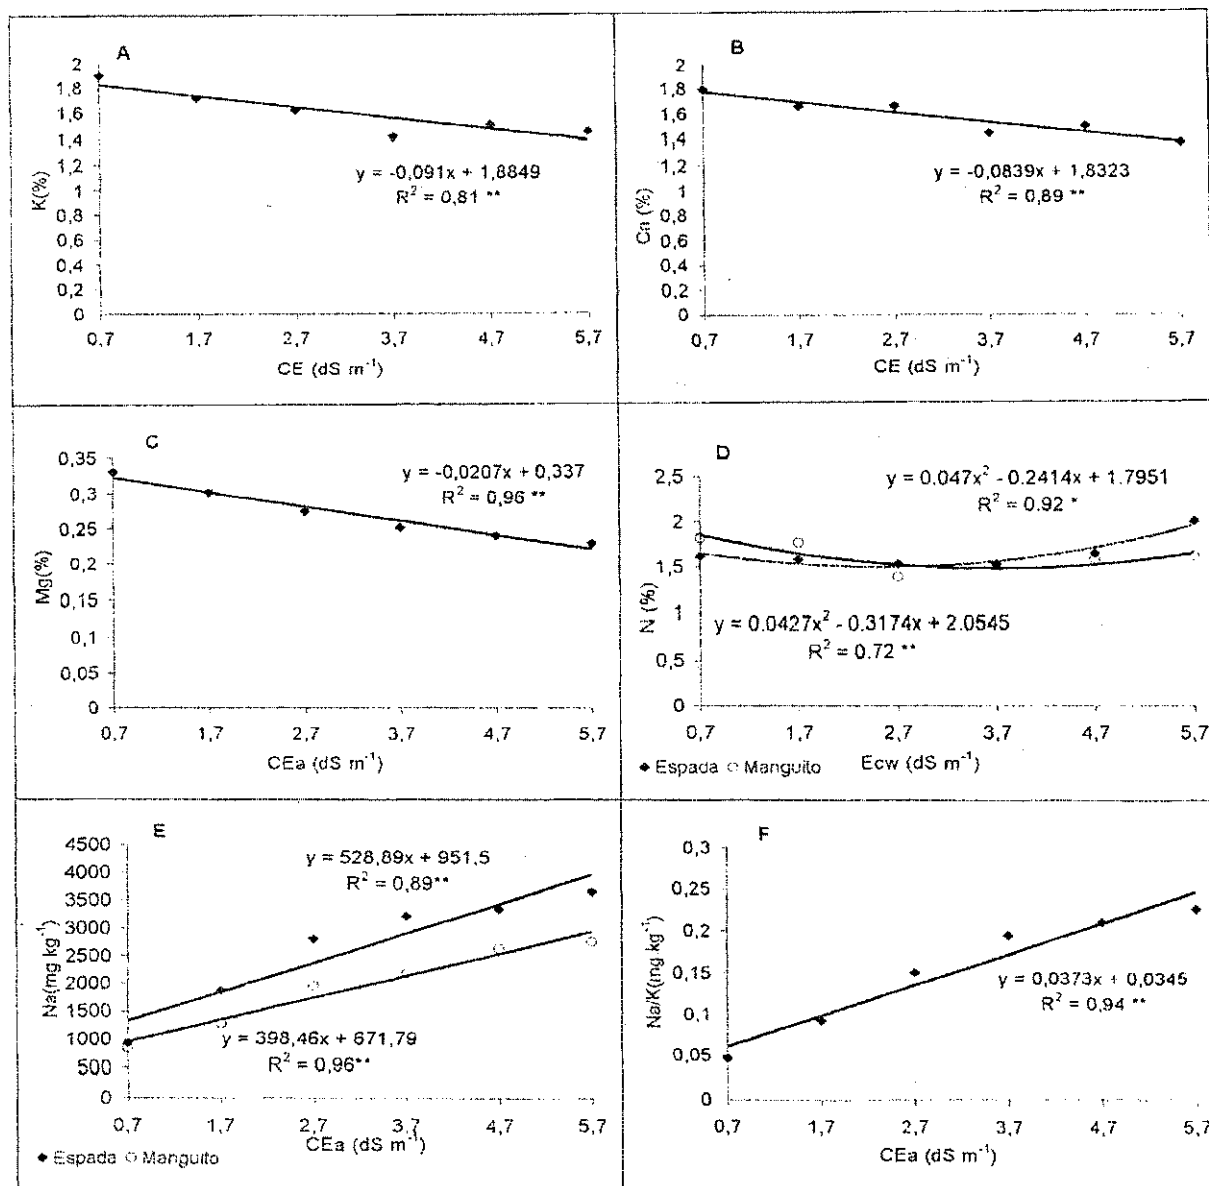 A
2
1,8
1,6
1,4
1,2
1
0,8
0,6
0,4
0,2
0
K(%)
y = -0,091x + 1,8849
R² = 0,81 **
0,7 1,7 2,7 3,7 4,7 5,7
CE (dS m⁻¹)
B
2
1,8
1,6
1,4
1,2
1
0,8
0,6
0,4
0,2
0
Ca (%)
y = -0,0839x + 1,8323
R² = 0,89 **
0,7 1,7 2,7 3,7 4,7 5,7
CE (dS m⁻¹)
C
0,35
0,3
0,25
0,2
0,15
0,1
0,05
0
Mg(%)
y = -0,0207x + 0,337
R² = 0,96 **
0,7 1,7 2,7 3,7 4,7 5,7
CEa (dS m⁻¹)
D
2,5
2
1,5
1
0,5
0
N (%)
y = 0.047x² - 0.2414x + 1.7951
R² = 0.92 *
y = 0.0427x² - 0.3174x + 2.0545
R² = 0.72 **
0,7 1,7 2,7 3,7 4,7 5,7
Espada Manguito Ecw (dS m⁻¹)
E
4500
4000
3500
3000
2500
2000
1500
1000
500
0
Na(mg kg⁻¹)
y = 528,89x + 951,5
R² = 0,89**
y = 398,46x + 671,79
R² = 0,96**
0,7 1,7 2,7 3,7 4,7 5,7
CEa (dS m⁻¹)
Espada Manguito
F
0,3
0,25
0,2
0,15
0,1
0,05
0
Na/K(mg kg⁻¹)
y = 0,0373x + 0,0345
R² = 0,94 **
0,7 1,7 2,7 3,7 4,7 5,7
CEa (dS m⁻¹)